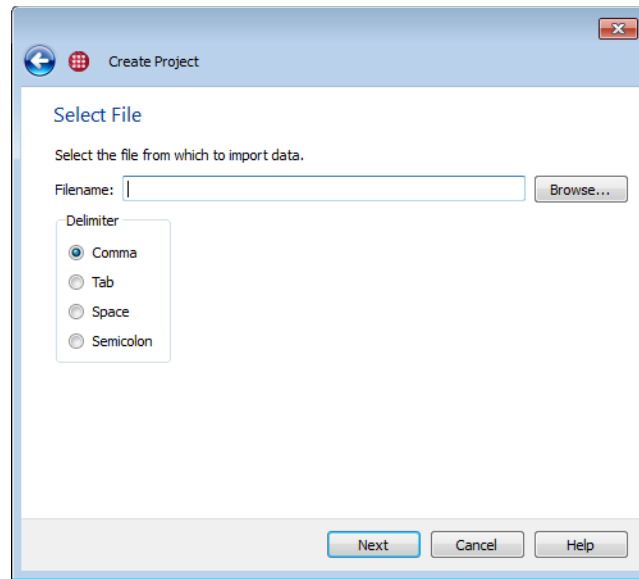 Create Project
Select File
Select the file from which to import data.
Filename: Browse...
Delimiter
Comma
Tab
Space
Semicolon
Next Cancel Help